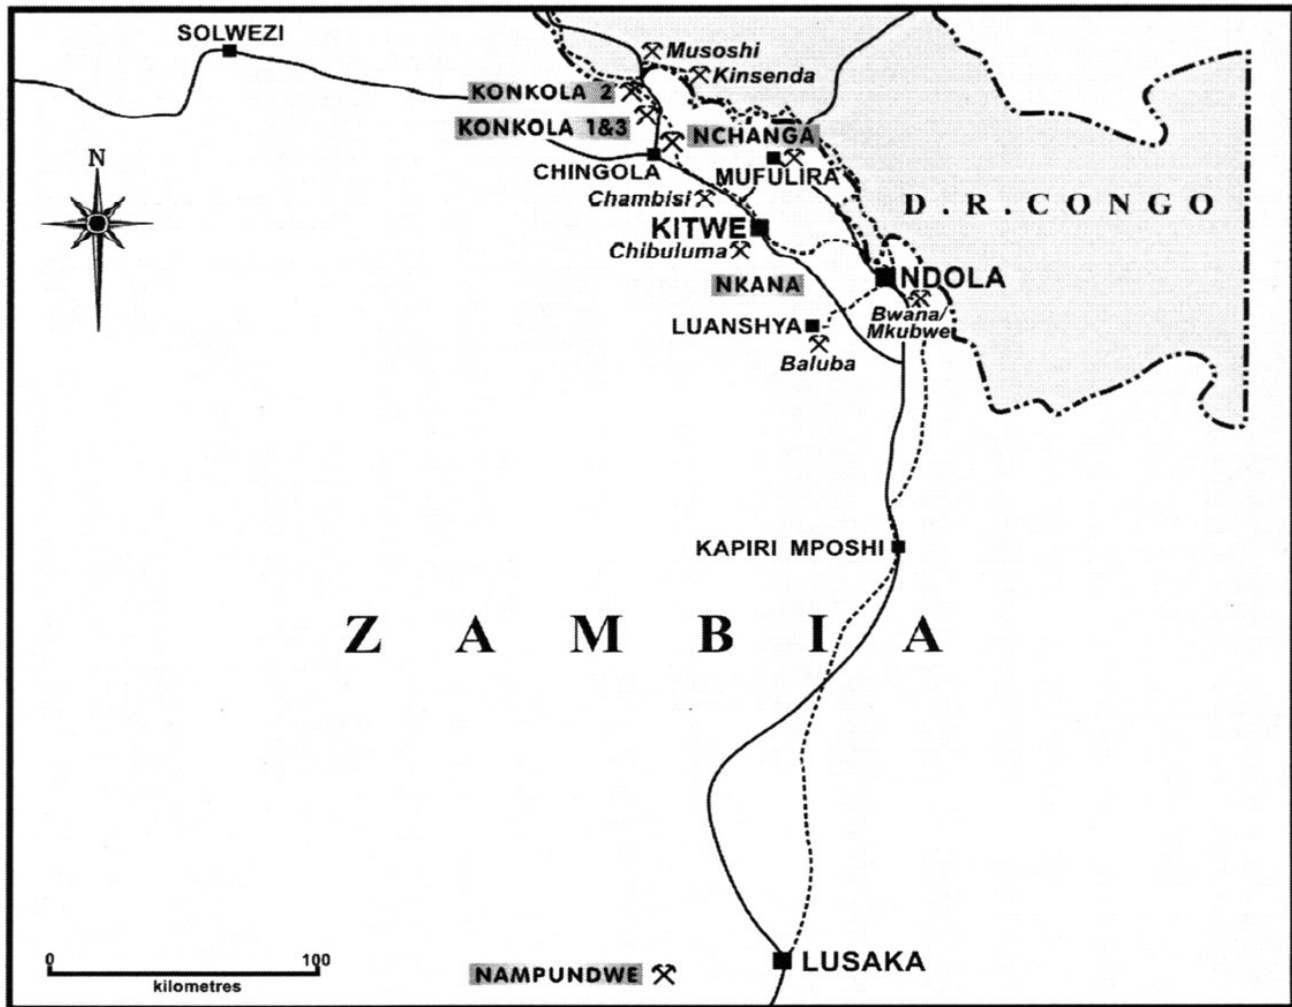 SOLWEZI
Musoshi
Kinsenda
KONKOLA 2
KONKOLA 1&3
NCHANGA
N
CHINGOLA
MUFULIRA
Chambisi
D. R. CONGO
KITWE
Chibuluma
NKANA
NDOLA
LUANSHYA
Bwana/
Mkubwe
Baluba
KAPIRI MPOSHI
ZAMBIA
0 100
kilometres
NAMPUNDWE
LUSAKA